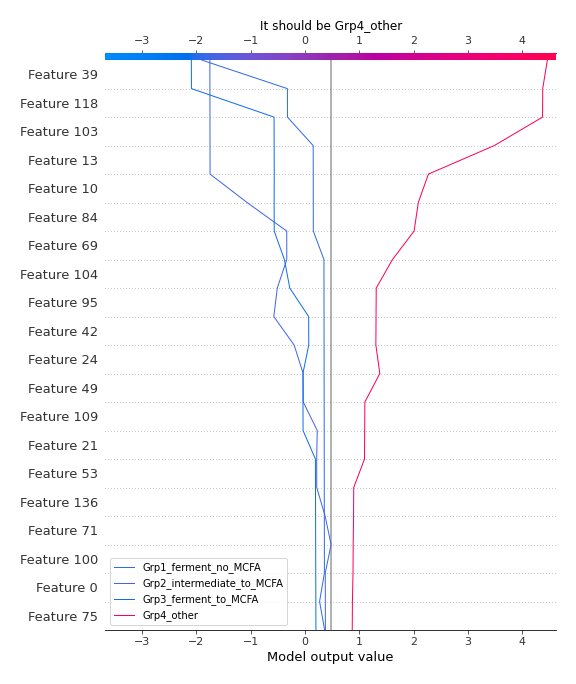 It should be Grp4_other
−3 −2 −1 0 1 2 3 4
Feature 39
Feature 118
Feature 103
Feature 13
Feature 10
Feature 84
Feature 69
Feature 104
Feature 95
Feature 42
Feature 24
Feature 49
Feature 109
Feature 21
Feature 53
Feature 136
Feature 71
Feature 100
Feature 0
Feature 75
Grp1_ferment_no_MCFA
Grp2_intermediate_to_MCFA
Grp3_ferment_to_MCFA
Grp4_other
−3 −2 −1 0 1 2 3 4
Model output value